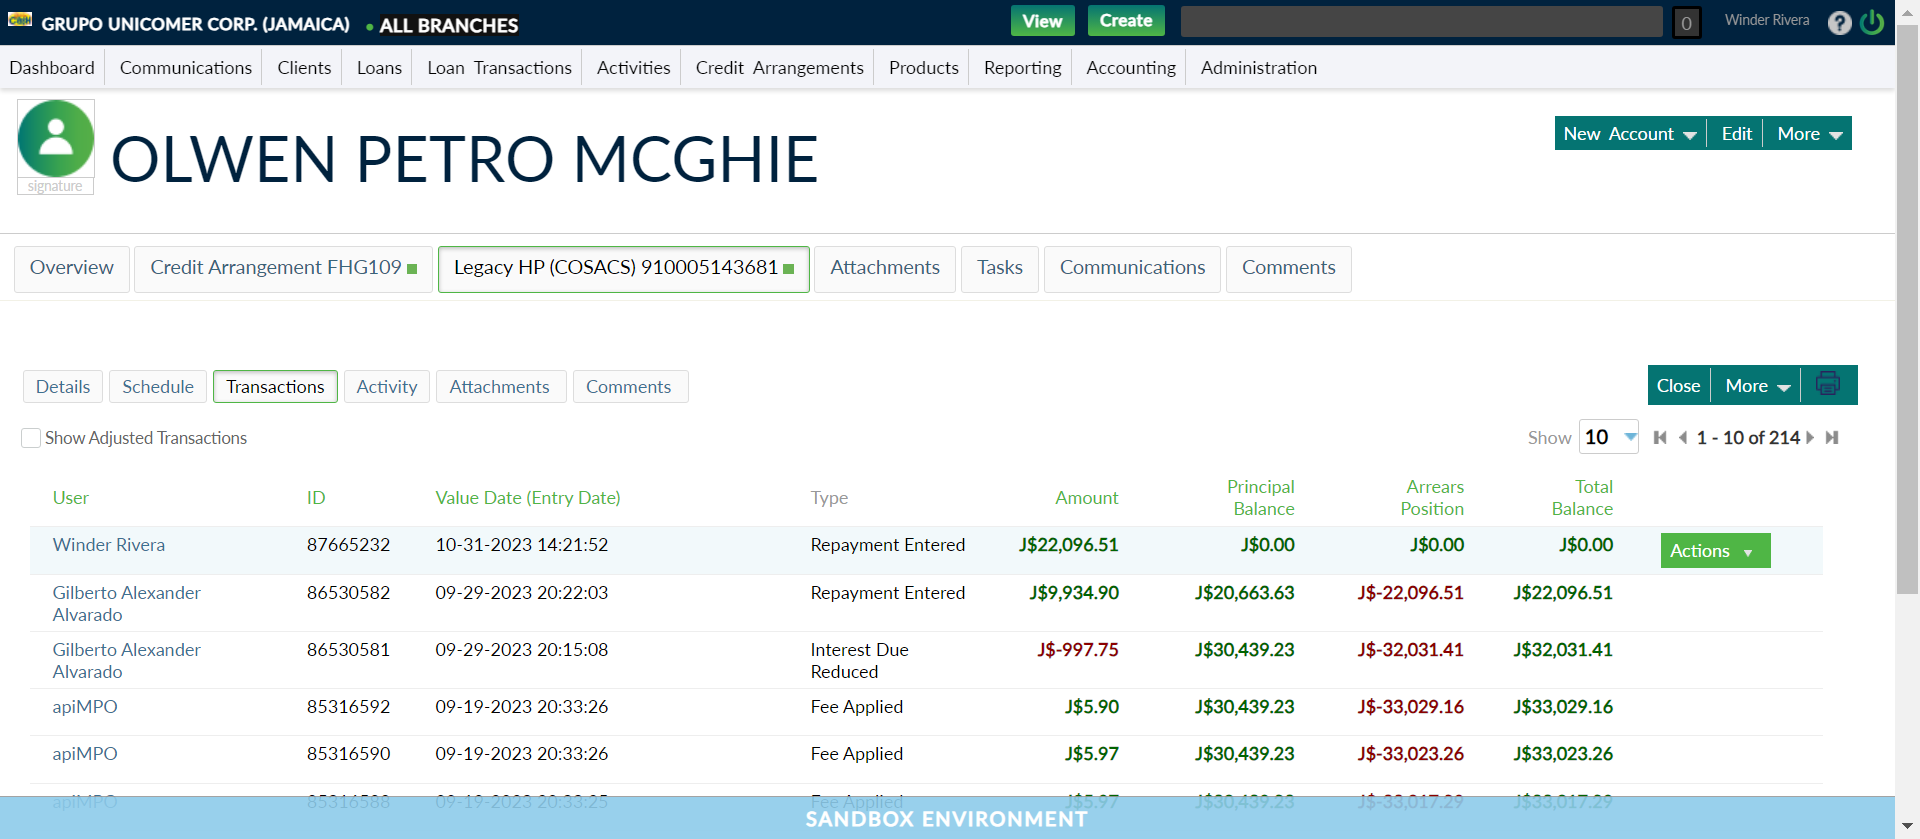 GRUPO UNICOMER CORP. (JAMAICA) • ALL BRANCHES View Create 0 Winder Rivera ?
Dashboard Communications Clients Loans Loan Transactions Activities Credit Arrangements Products Reporting Accounting Administration
OLWEN PETRO MCGHIE
signature
New Account Edit More
Overview Credit Arrangement FHG109 Legacy HP (COSACS) 910005143681 Attachments Tasks Communications Comments
Details Schedule Transactions Activity Attachments Comments Close More
Show Adjusted Transactions Show 10 1 - 10 of 214
User ID Value Date (Entry Date) Type Amount Principal Balance Arrears Position Total Balance
Winder Rivera 87665232 10-31-2023 14:21:52 Repayment Entered J$22,096.51 J$0.00 J$0.00 J$0.00 Actions
Gilberto Alexander Alvarado 86530582 09-29-2023 20:22:03 Repayment Entered J$9,934.90 J$20,663.63 J$-22,096.51 J$22,096.51
Gilberto Alexander Alvarado 86530581 09-29-2023 20:15:08 Interest Due Reduced J$-997.75 J$30,439.23 J$-32,031.41 J$32,031.41
apiMPO 85316592 09-19-2023 20:33:26 Fee Applied J$5.90 J$30,439.23 J$-33,029.16 J$33,029.16
apiMPO 85316590 09-19-2023 20:33:26 Fee Applied J$5.97 J$30,439.23 J$-33,023.26 J$33,023.26
apiMPO 85316588 09-19-2023 20:33:25 Fee Applied J$5.97 J$30,439.23 J$-33,017.29 J$33,017.29
SANDBOX ENVIRONMENT